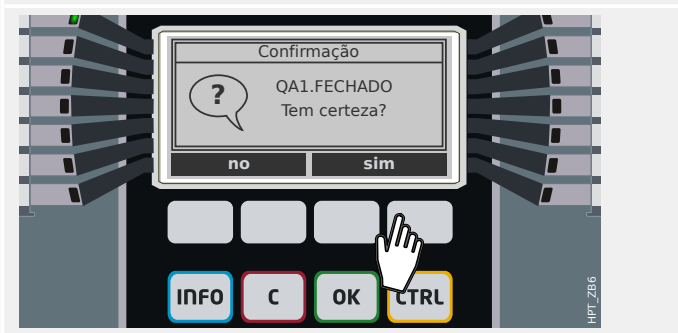 Confirmação
QA1.FECHADO
Tem certeza?
no sim
INFO C OK CTRL
HPT_ZB6